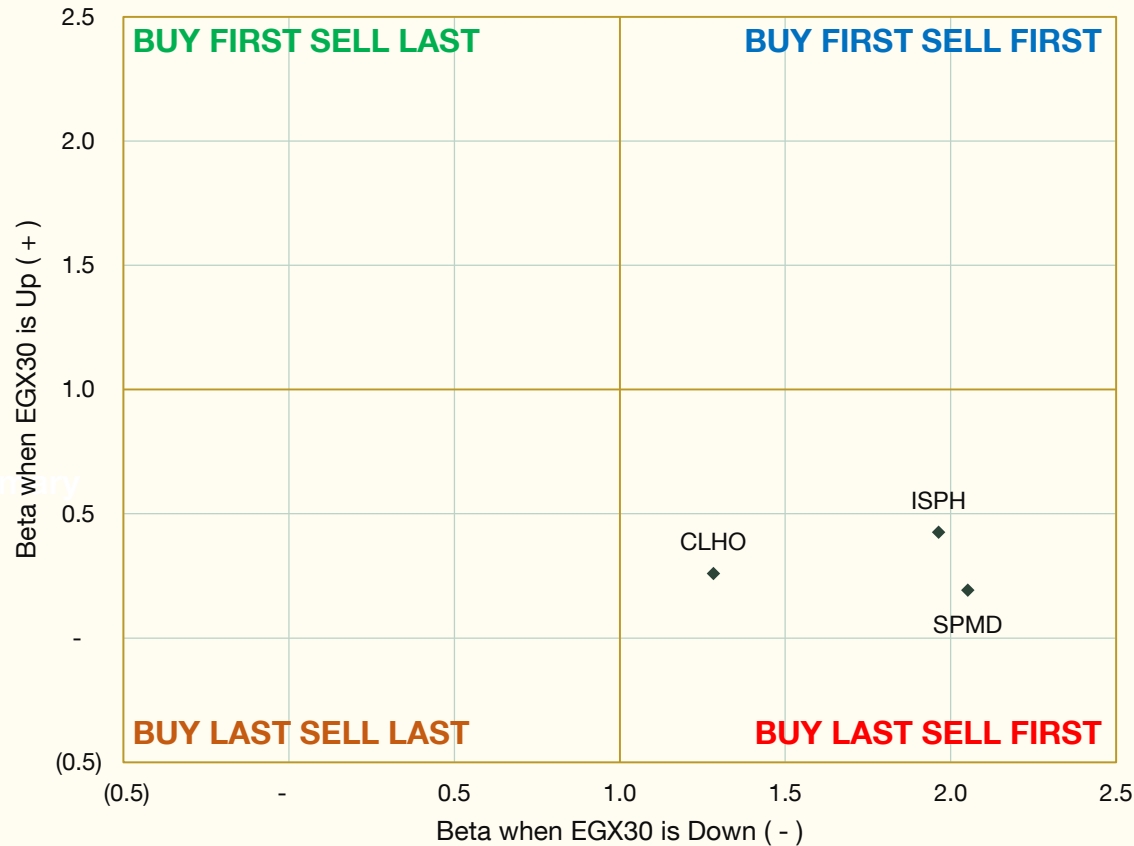 2.5
BUY FIRST SELL LAST
BUY FIRST SELL FIRST
2.0
1.5
Beta when EGX30 is Up ( + )
1.0
ISPH
0.5
CLHO
SPMD
-
BUY LAST SELL LAST
BUY LAST SELL FIRST
(0.5)
(0.5)
-
0.5
1.0
1.5
2.0
2.5
Beta when EGX30 is Down ( - )